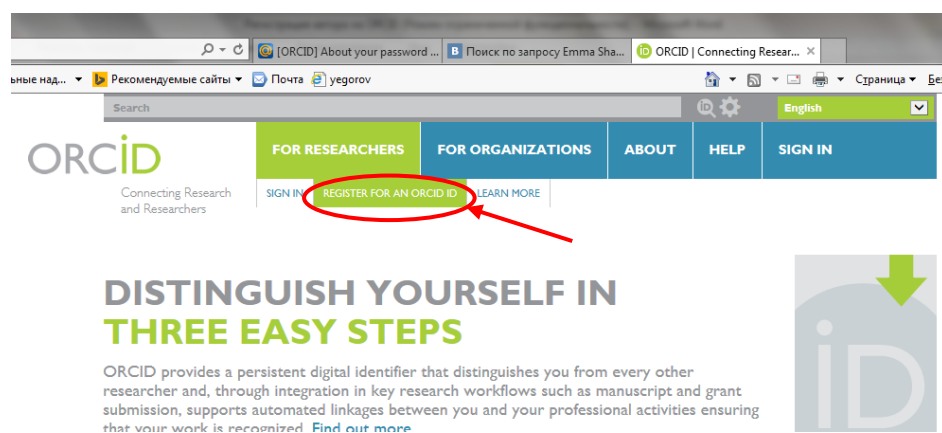 [ORCID] About your password ... Поиск по запросу Emma Sha... ORCID | Connecting Resear... ×
ьные над... Рекомендуемые сайты Почта yegorov Страница Бе
Search English
ORCID FOR RESEARCHERS FOR ORGANIZATIONS ABOUT HELP SIGN IN
Connecting Research
and Researchers
SIGN IN REGISTER FOR AN ORCID ID LEARN MORE
DISTINGUISH YOURSELF IN
THREE EASY STEPS
iD
ORCID provides a persistent digital identifier that distinguishes you from every other
researcher and, through integration in key research workflows such as manuscript and grant
submission, supports automated linkages between you and your professional activities ensuring
that your work is recognized. Find out more